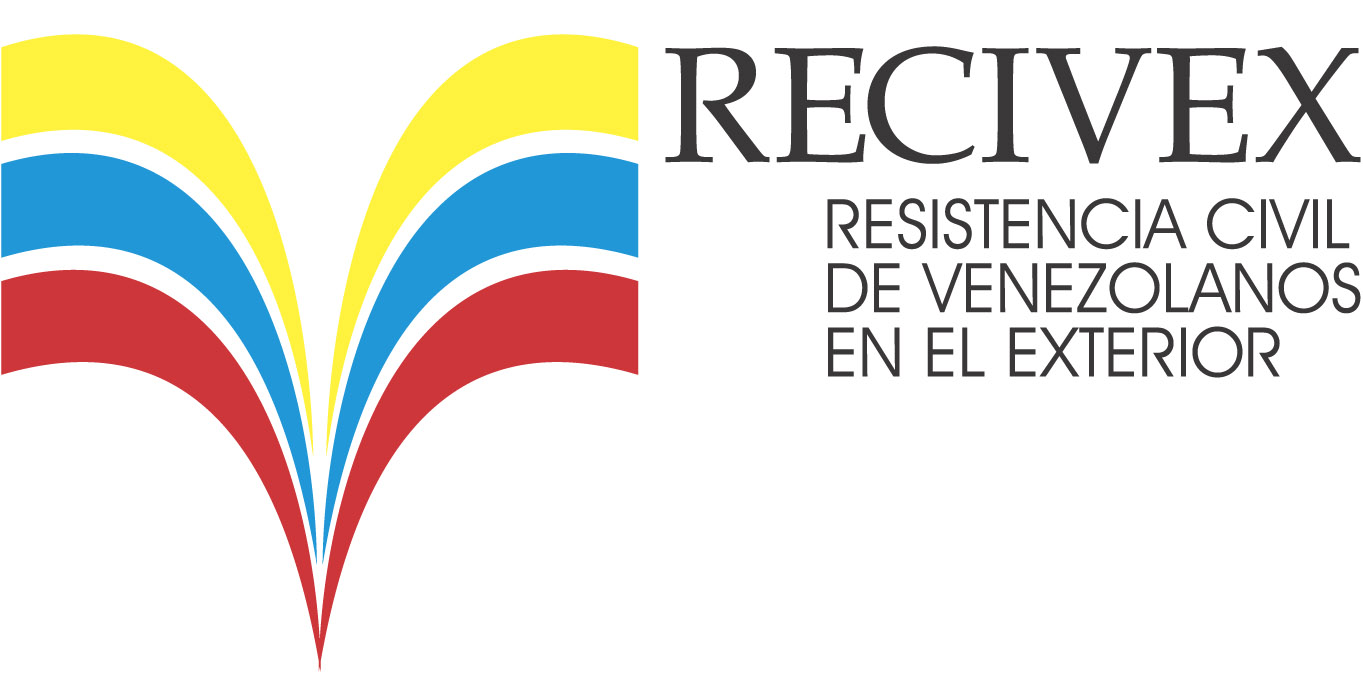 RECIVEX
RESISTENCIA CIVIL
DE VENEZOLANOS
EN EL EXTERIOR